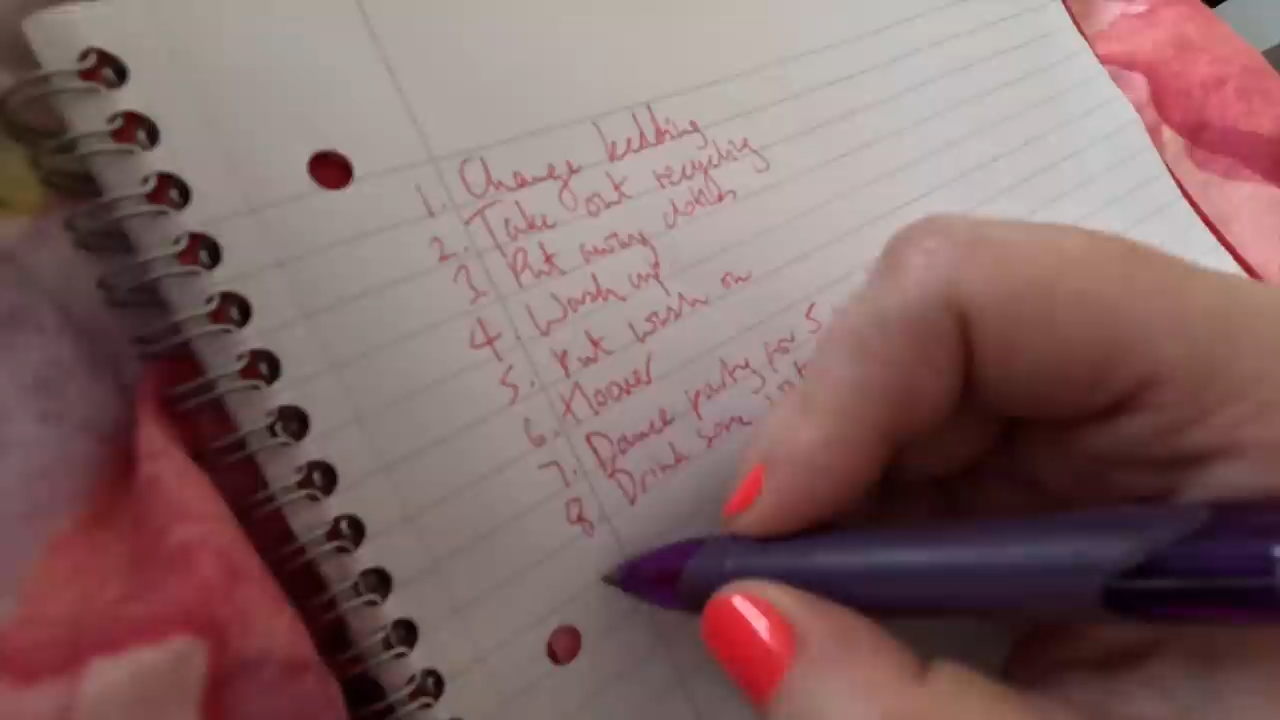 1. Change bedding
2. Take out recycling
3 Put away clothes
4. Wash up
5. Put wash on
6. Hoover
7. Dance party for 5
8 Drink some